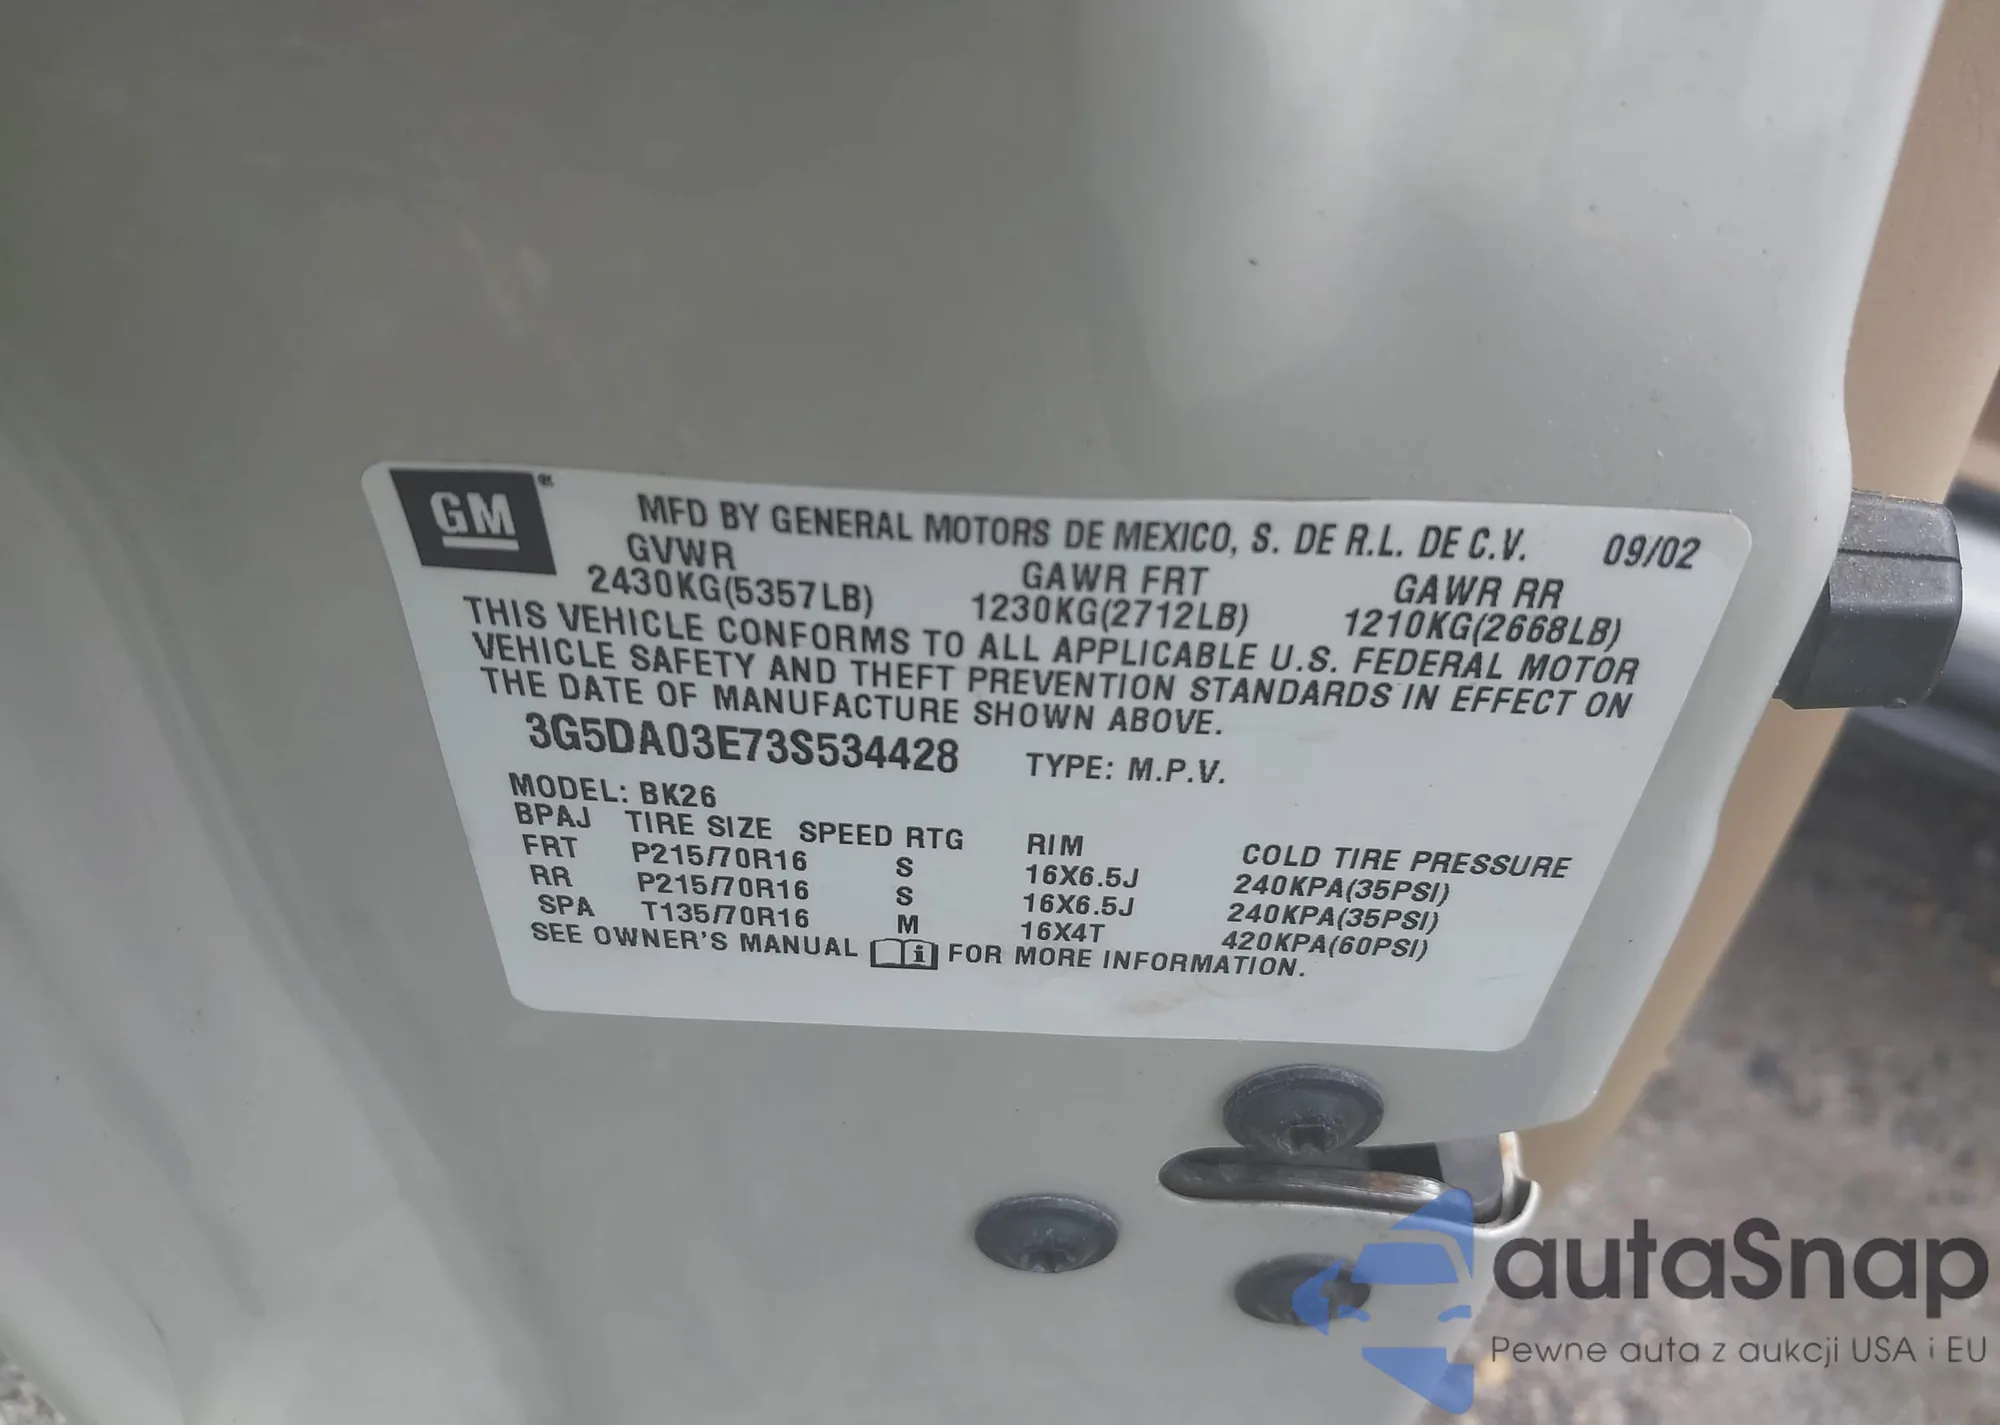 GM
MFD BY GENERAL MOTORS DE MEXICO, S. DE R.L. DE C.V. 09/02
GVWR GAWR FRT GAWR RR
2430KG(5357LB) 1230KG(2712LB) 1210KG(2668LB)
THIS VEHICLE CONFORMS TO ALL APPLICABLE U.S. FEDERAL MOTOR
VEHICLE SAFETY AND THEFT PREVENTION STANDARDS IN EFFECT ON
THE DATE OF MANUFACTURE SHOWN ABOVE.
3G5DA03E73S534428 TYPE: M.P.V.
MODEL: BK26
BPAJ TIRE SIZE SPEED RTG RIM COLD TIRE PRESSURE
FRT P215/70R16 S 16X6.5J 240KPA(35PSI)
RR P215/70R16 S 16X6.5J 240KPA(35PSI)
SPA T135/70R16 M 16X4T 420KPA(60PSI)
SEE OWNER'S MANUAL i FOR MORE INFORMATION.
autaSnap
Pewne auta z aukcji USA i EU